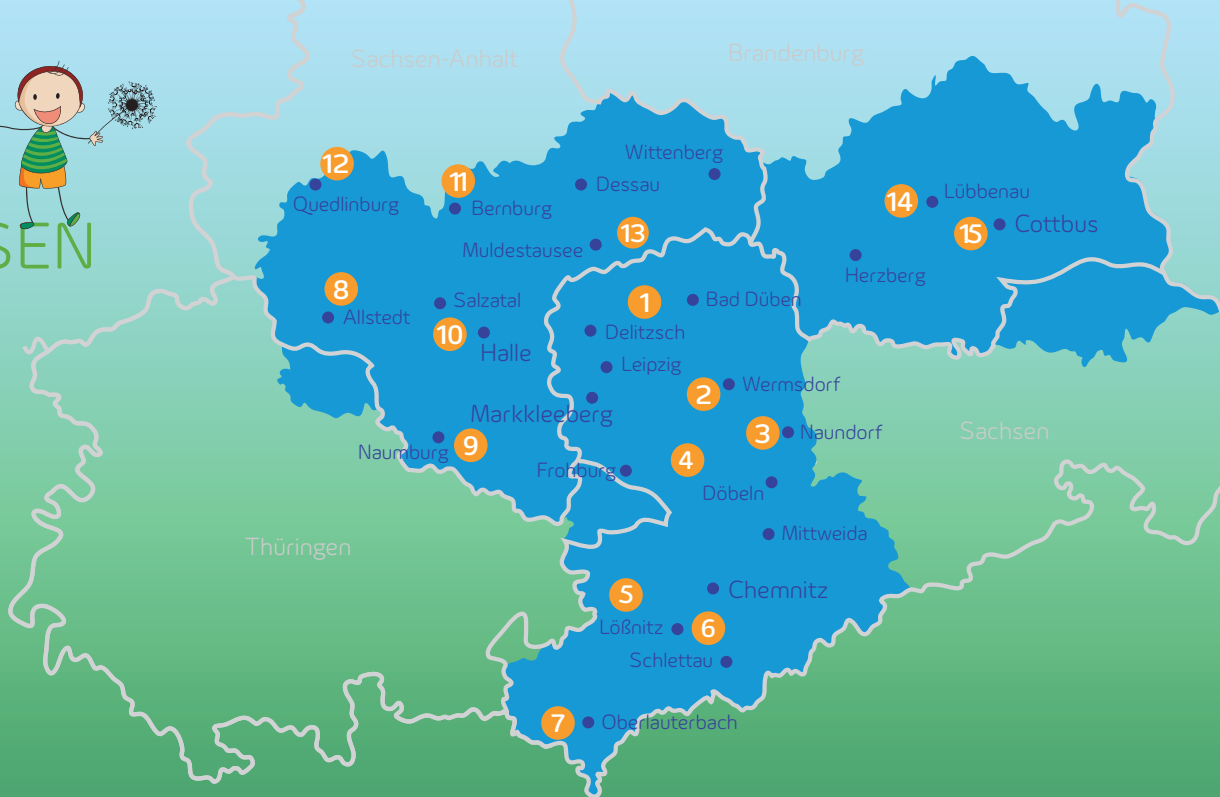 Sachsen-Anhalt
Brandenburg
Wittenberg
12
11
Dessau
Lübbenau
14
Quedlinburg
Bernburg
13
15
Cottbus
SEN
Muldestausee
Herzberg
8
Salzatal
1
Bad Düben
Allstedt
10
Delitzsch
Halle
Leipzig
2
Wermsdorf
Markkleeberg
3
Naundorf
Sachsen
Naumburg
9
4
Frohburg
Döbeln
Mittweida
Thüringen
5
Chemnitz
Lößnitz
6
Schlettau
7
Oberlauterbach